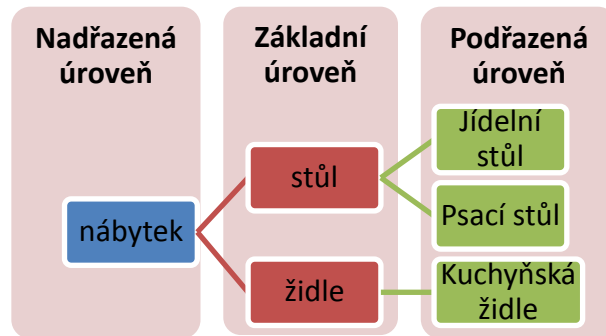 Nadřazená
úroveň
Základní
úroveň
Podřazená
úroveň
nábytek
stůl
židle
Jídelní
stůl
Psací stůl
Kuchyňská
židle